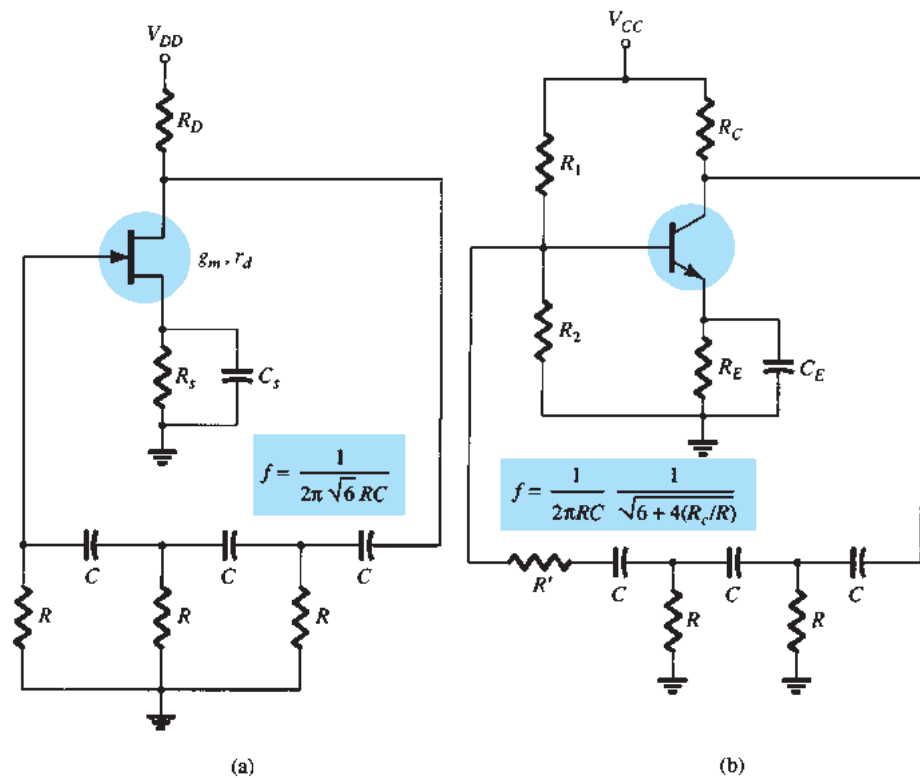 V_DD
R_D
g_m, r_d
R_s
C_s
f = 1 / (2π √6 RC)
C
C
C
R
R
R
(a)
V_CC
R_C
R_1
R_2
R_E
C_E
f = 1 / (2πRC) 1 / √(6 + 4(R_c/R))
R'
C
C
C
R
R
(b)